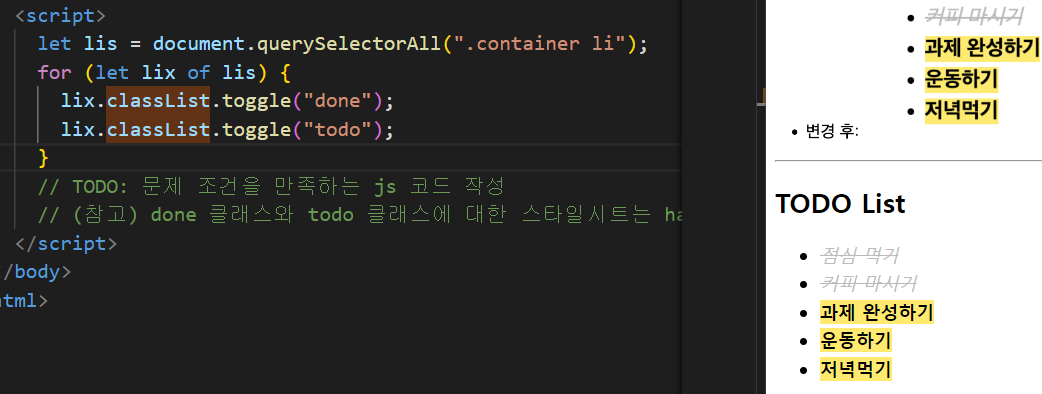 <script>
let lis = document.querySelectorAll(".container li");
for (let lix of lis) {
lix.classList.toggle("done");
lix.classList.toggle("todo");
}
// TODO: 문제 조건을 만족하는 js 코드 작성
// (참고) done 클래스와 todo 클래스에 대한 스타일시트는 ha
</script>
/body>
tml>
커피 마시기
과제 완성하기
운동하기
저녁먹기
변경 후:
TODO List
점심 먹기
커피 마시기
과제 완성하기
운동하기
저녁먹기